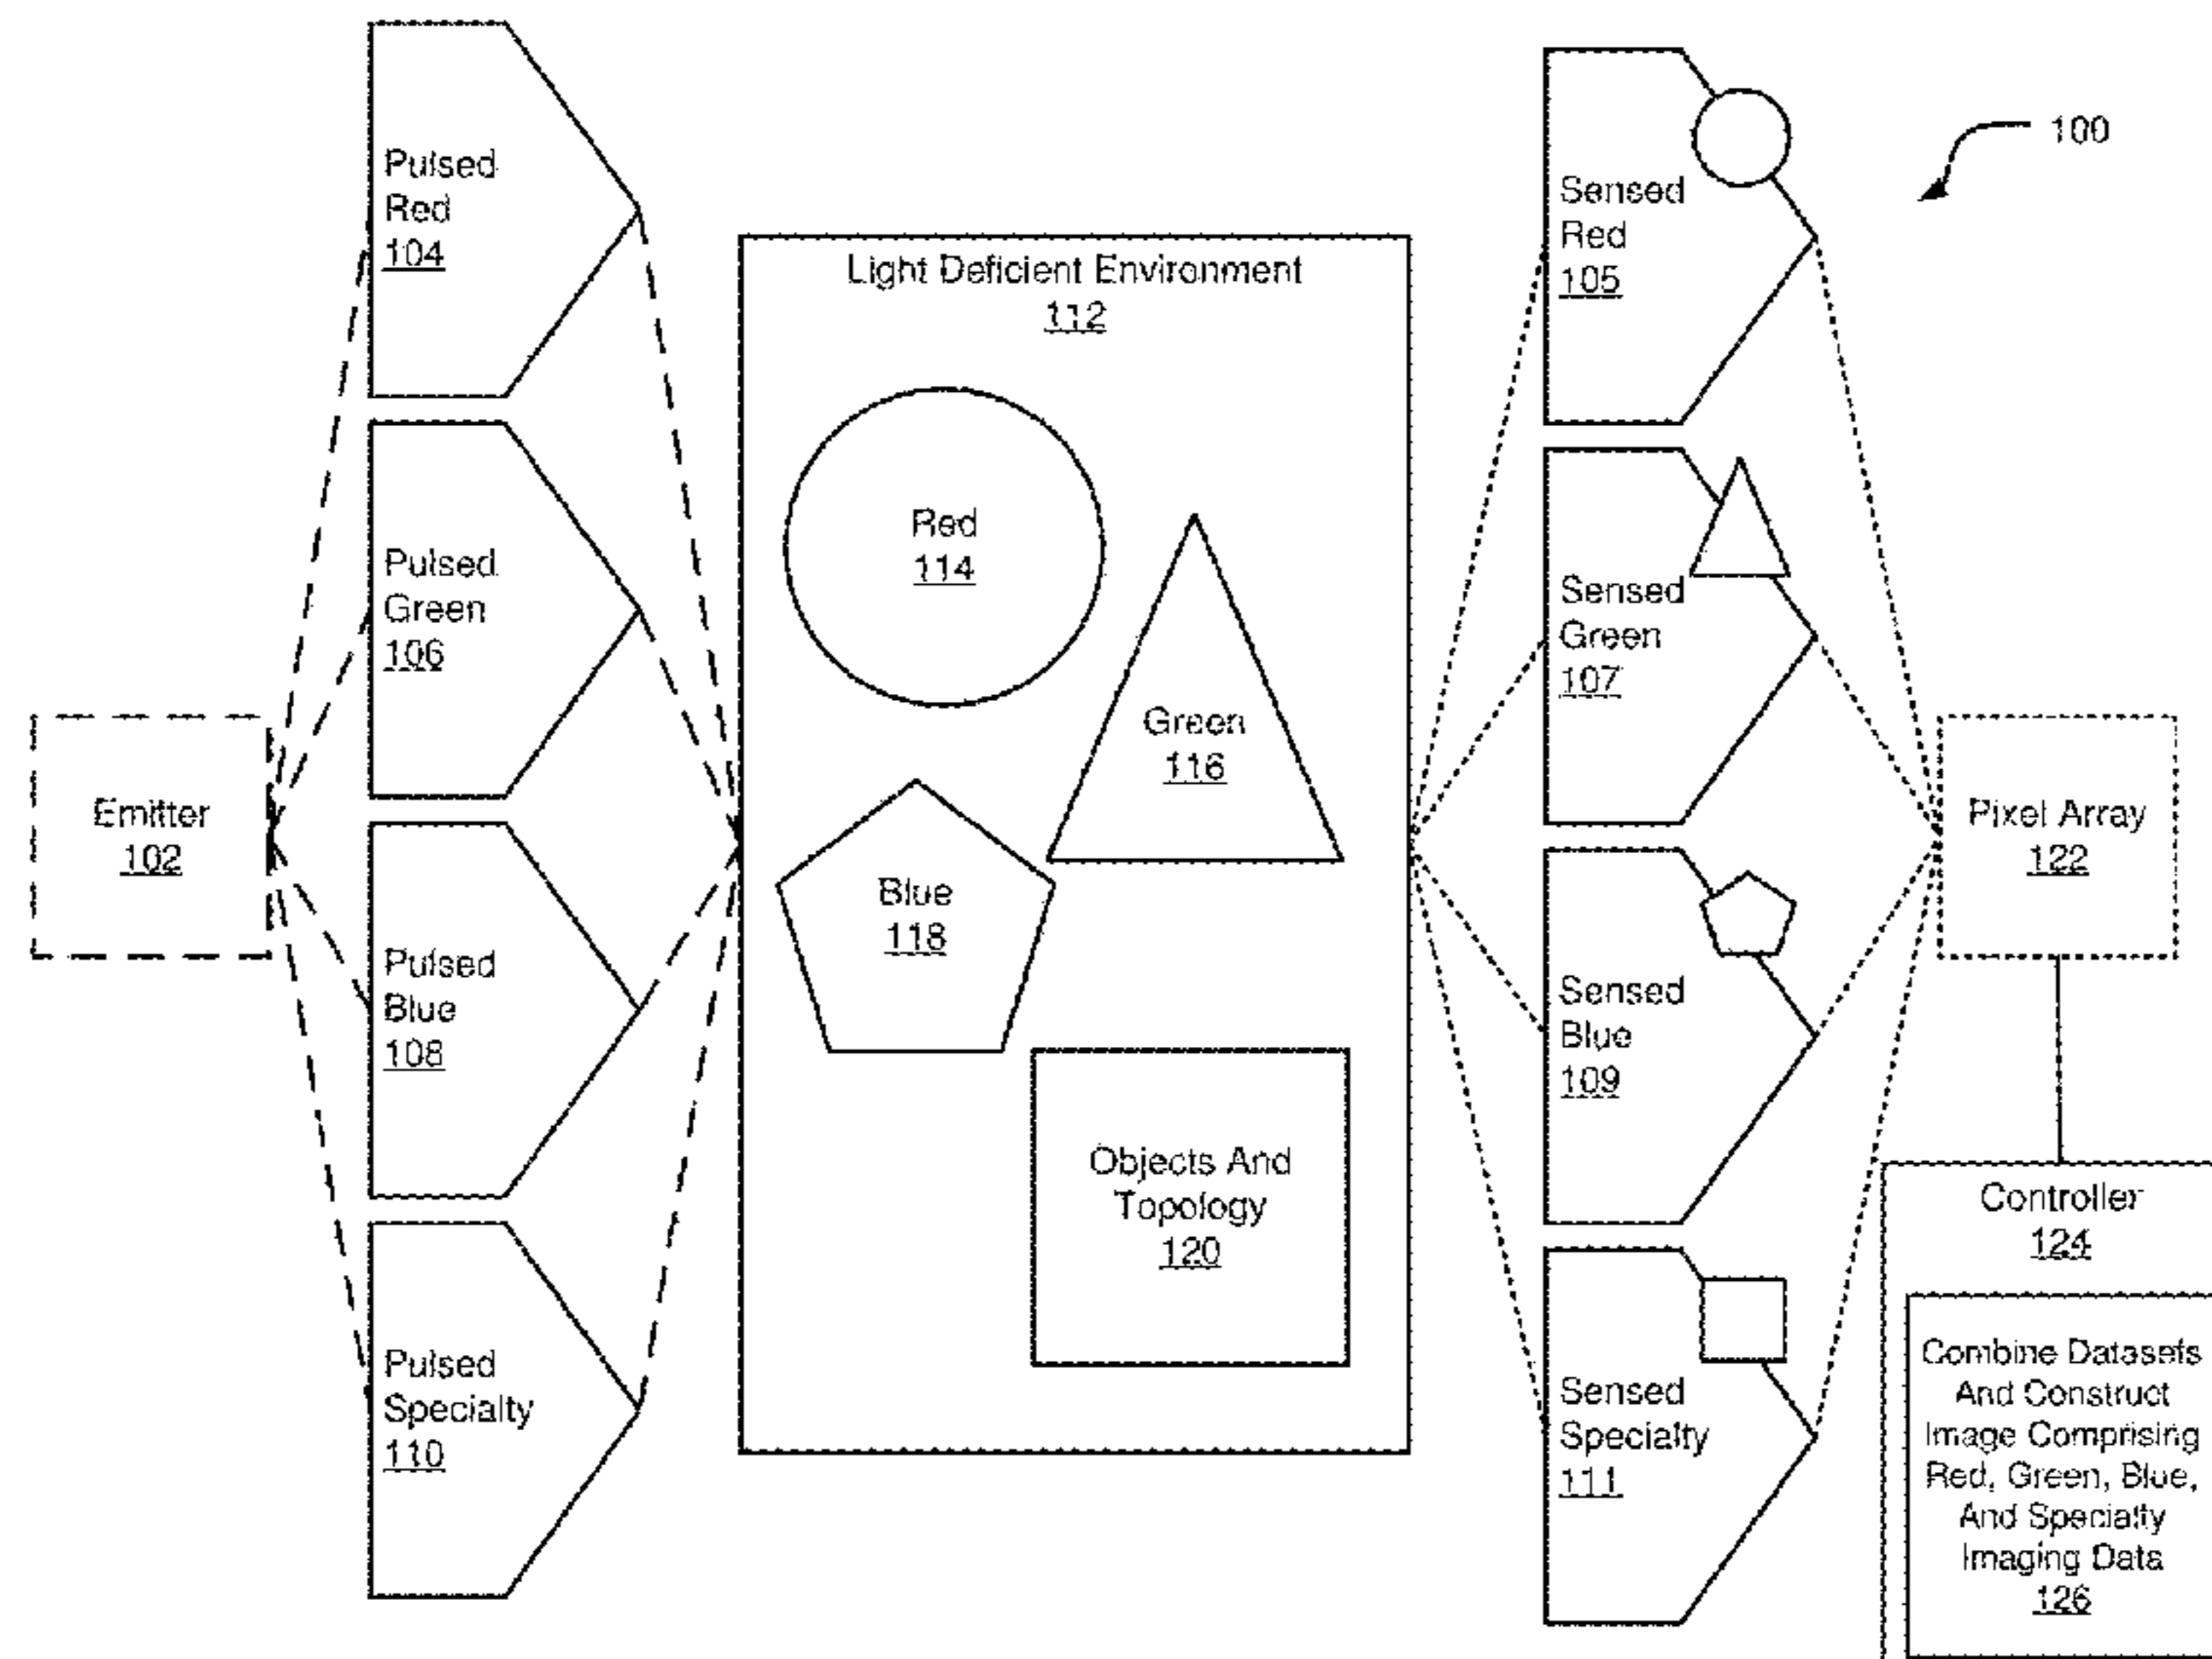 Pulsed
Red
104
Pulsed
Green
106
Emitter
102
Pulsed
Blue
108
Pulsed
Specialty
110
Light Deficient Environment
112
Red
114
Green
116
Blue
118
Objects And
Topology
120
Sensed
Red
105
100
Sensed
Green
107
Sensed
Blue
109
Sensed
Specialty
111
Pixel Array
122
Controller
124
Combine Datasets
And Construct
Image Comprising
Red, Green, Blue,
And Specialty
Imaging Data
126